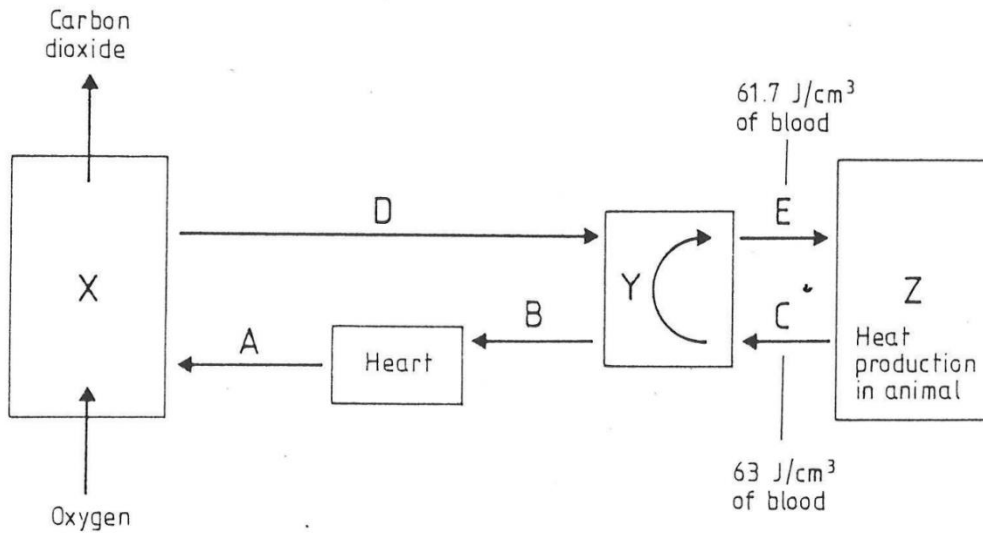 Carbon
dioxide
61.7 J/cm³
of blood
D
E
X
Y
Z
B
C
A
Heart
Heat
production
in animal
63 J/cm³
of blood
Oxygen